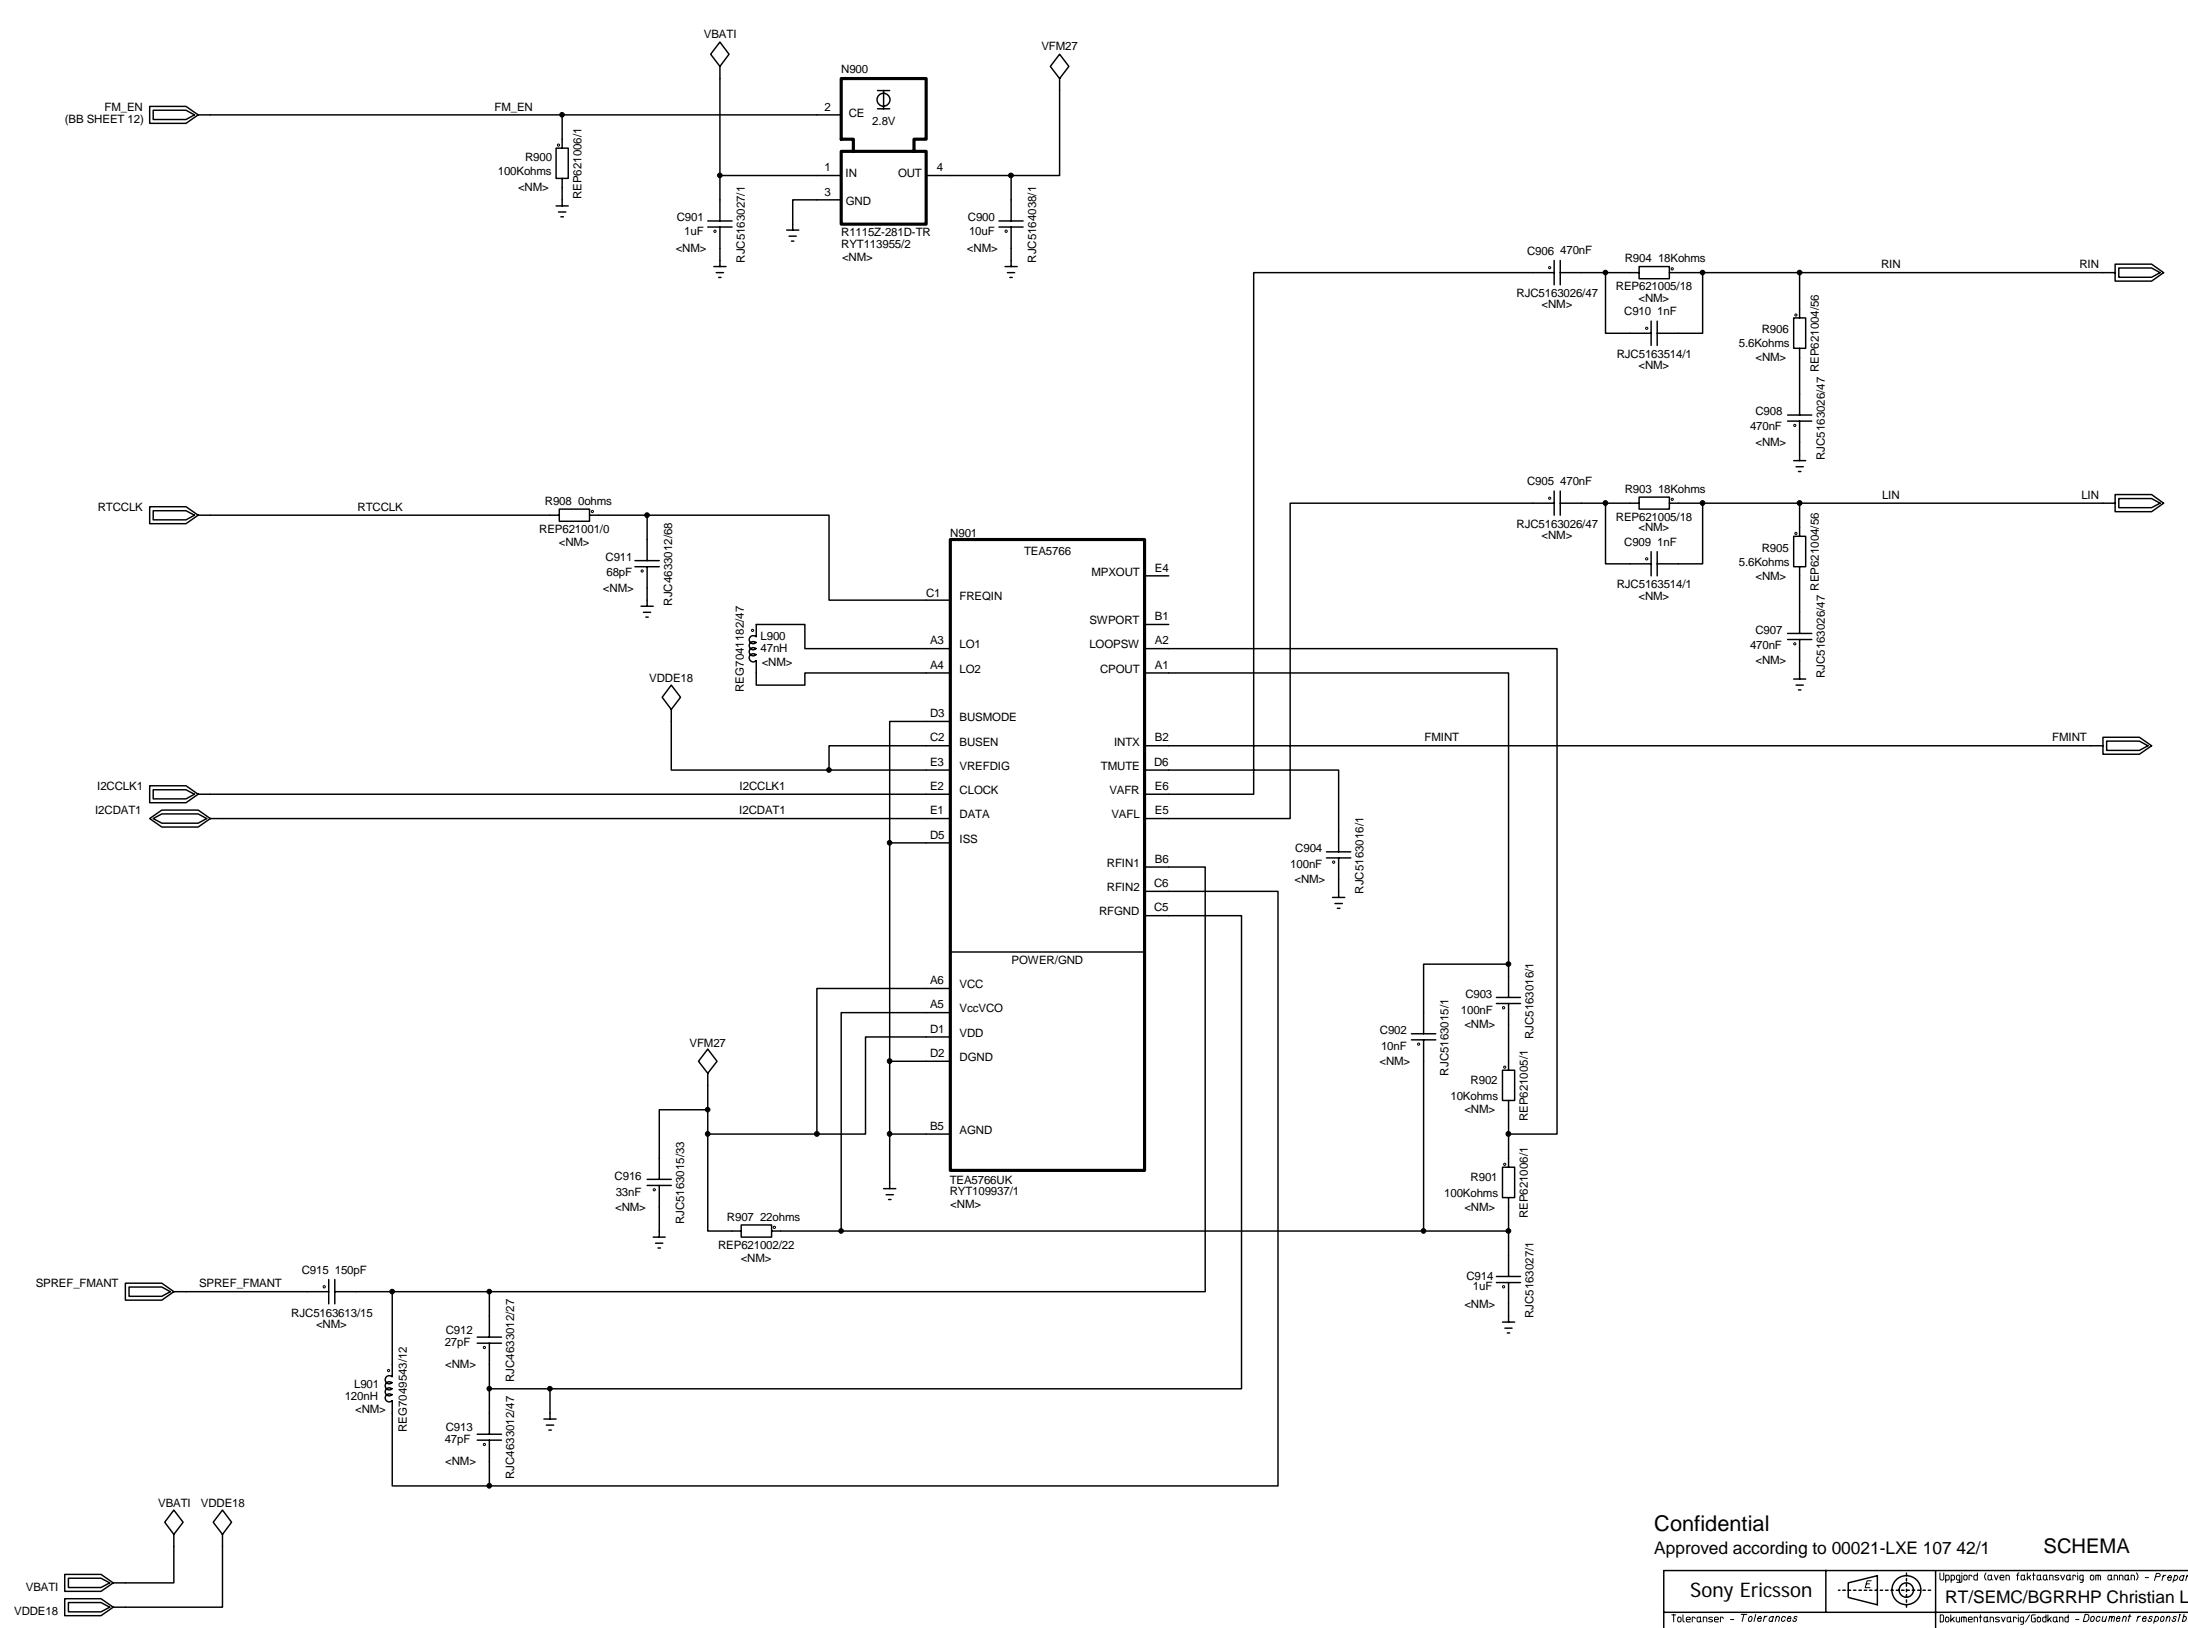 VBATI
VFM27
N900
FM_EN
(BB SHEET 12)
FM_EN
2
CE
2.8V
R900
100Kohms
<NM>
REP621006/1
1
IN
OUT
4
3
GND
C901
1uF
<NM>
RJC5163027/1
R1115Z-281D-TR
RYT113955/2
<NM>
C900
10uF
<NM>
RJC5164038/1
C906 470nF
RJC5163026/47
<NM>
R904 18Kohms
REP621005/18
<NM>
C910 1nF
RJC5163514/1
<NM>
RIN
RIN
R906
5.6Kohms
<NM>
REP621004/56
C908
470nF
<NM>
RJC5163026/47
C905 470nF
RJC5163026/47
<NM>
R903 18Kohms
REP621005/18
<NM>
C909 1nF
RJC5163514/1
<NM>
LIN
LIN
R905
5.6Kohms
<NM>
REP621004/56
C907
470nF
<NM>
RJC5163026/47
RTCCLK
RTCCLK
R908 0ohms
REP621001/0
<NM>
C911
68pF
<NM>
RJC4633012/68
N901
TEA5766
MPXOUT
E4
C1
FREQIN
SWPORT
B1
REG7041182/47
L900
47nH
<NM>
A3
LO1
LOOPSW
A2
A4
LO2
CPOUT
A1
VDDE18
D3
BUSMODE
C2
BUSEN
INTX
B2
FMINT
FMINT
E3
VREFDIG
TMUTE
D6
I2CCLK1
I2CCLK1
E2
CLOCK
VAFR
E6
I2CDAT1
I2CDAT1
E1
DATA
VAFL
E5
D5
ISS
C904
100nF
<NM>
RJC5163016/1
RFIN1
B6
RFIN2
C6
RFGND
C5
POWER/GND
A6
VCC
A5
VccVCO
D1
VDD
D2
DGND
B5
AGND
TEA5766UK
RYT109937/1
<NM>
C903
100nF
<NM>
RJC5163016/1
C902
10nF
<NM>
RJC5163015/1
R902
10Kohms
<NM>
REP621005/1
R901
100Kohms
<NM>
REP621006/1
C914
1uF
<NM>
RJC5163027/1
VFM27
C916
33nF
<NM>
RJC5163015/33
R907 22ohms
REP621002/22
<NM>
SPREF_FMANT
SPREF_FMANT
C915 150pF
RJC5163613/15
<NM>
C912
27pF
<NM>
RJC4633012/27
L901
120nH
<NM>
REG7049543/12
C913
47pF
<NM>
RJC4633012/47
VBATI VDDE18
VBATI
VDDE18
Confidential
Approved according to 00021-LXE 107 42/1
SCHEMA
Sony Ericsson
E
Uppgjord (aven faktaansvarig om annan) - Prepar
RT/SEMC/BGRRHP Christian L
Toleranser - Tolerances
Dokumentansvarig/Godkand - Document responsib